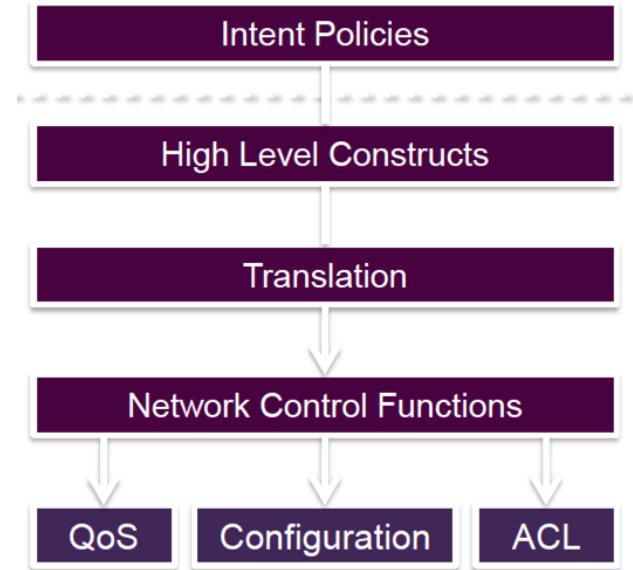 Intent Policies
High Level Constructs
Translation
Network Control Functions
QoS
Configuration
ACL